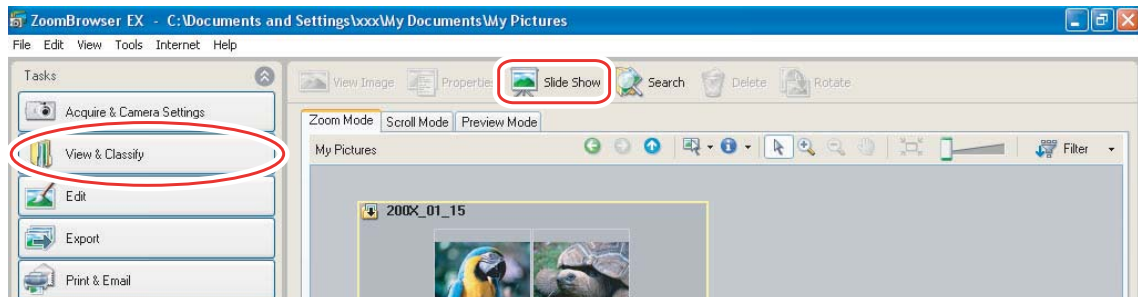 ZoomBrowser EX - C:\Documents and Settings\xxx\My Documents\My Pictures
File Edit View Tools Internet Help
Tasks
View Image Properties Slide Show Search Delete Rotate
Acquire & Camera Settings
View & Classify
Edit
Export
Print & Email
Zoom Mode Scroll Mode Preview Mode
My Pictures
Filter
200X_01_15